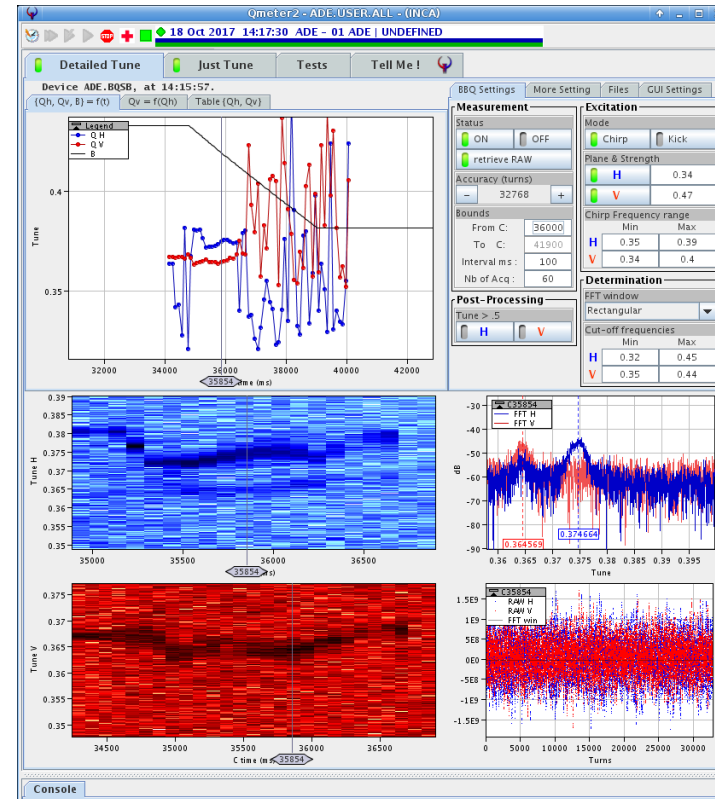 Qmeter2 - ADE.USER.ALL - (INCA)
18 Oct 2017 14:17:30 ADE - 01 ADE | UNDEFINED
Detailed Tune Just Tune Tests Tell Me !
Device ADE.BQSB, at 14:15:57.
{Qh, Qv, B} = f(t) Qv = f(Qh) Table {Qh, Qv}
BBQ Settings More Setting Files GUI Settings
Legend
Q H
Q V
B
0.4
0.35
Tune
32000 34000 36000 38000 40000 42000
35854 me (ms)
Measurement
Status
ON OFF
retrieve RAW
Accuracy (turns)
- 32768 +
Bounds
From C: 36000
To C: 41900
Interval ms : 100
Nb of Acq : 60
Post-Processing
Tune > .5
H V
Excitation
Mode
Chirp Kick
Plane & Strength
H 0.34
V 0.47
Chirp Frequency range
Min Max
H 0.35 0.39
V 0.34 0.4
Determination
FFT window
Rectangular
Cut-off frequencies
Min Max
H 0.32 0.45
V 0.35 0.44
0.39
0.385
0.38
0.375
0.37
0.365
0.36
0.355
0.35
Tune H
35000 35500 36000 36500
35854 rs)
C35854
FFT H
FFT V
-30
-40
-50
-60
-70
-80
-90
dB
0.364569 0.374664
0.36 0.365 0.37 0.375 0.38 0.385 0.39 0.395
Tune
0.375
0.37
0.365
0.36
0.355
0.35
Tune V
34500 35000 35500 36000 36500
C time (ms) 35854
C35854
RAW H
RAW V
FFT win
1.5E9
1E9
5E8
0E0
-5E8
-1E9
-1.5E9
0 5000 10000 15000 20000 25000 30000
Turns
Console